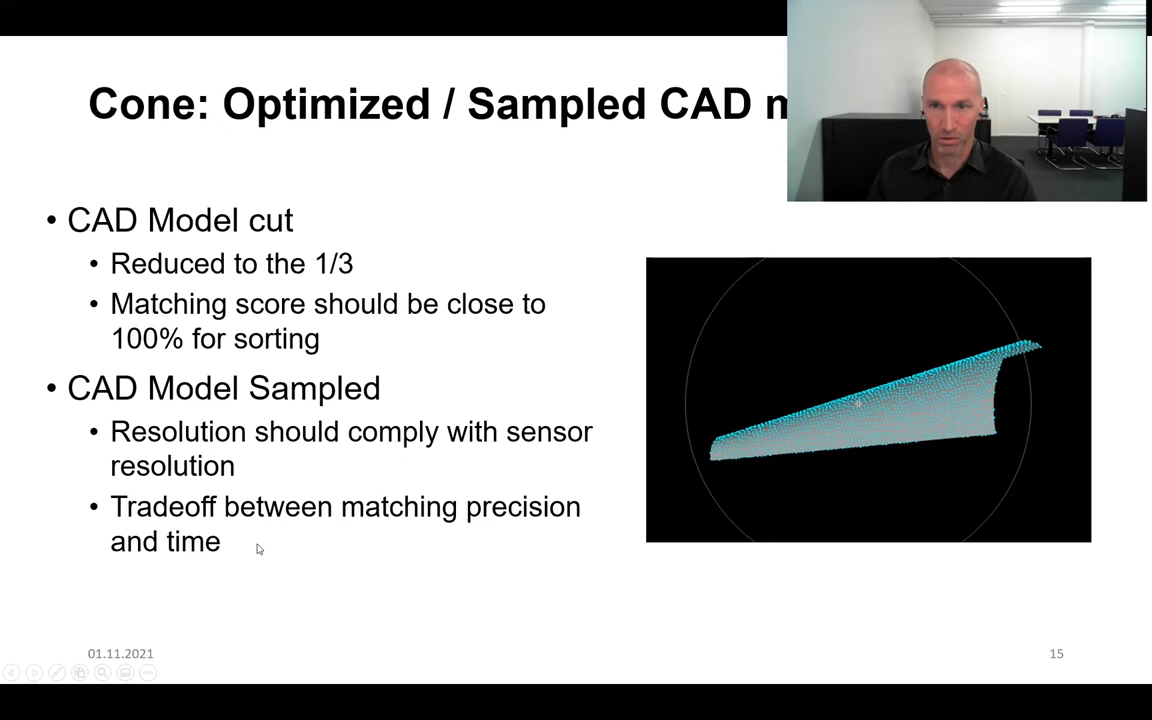 Cone: Optimized / Sampled CAD
• CAD Model cut
• Reduced to the 1/3
• Matching score should be close to
100% for sorting
• CAD Model Sampled
• Resolution should comply with sensor
resolution
• Tradeoff between matching precision
and time
01.11.2021
15